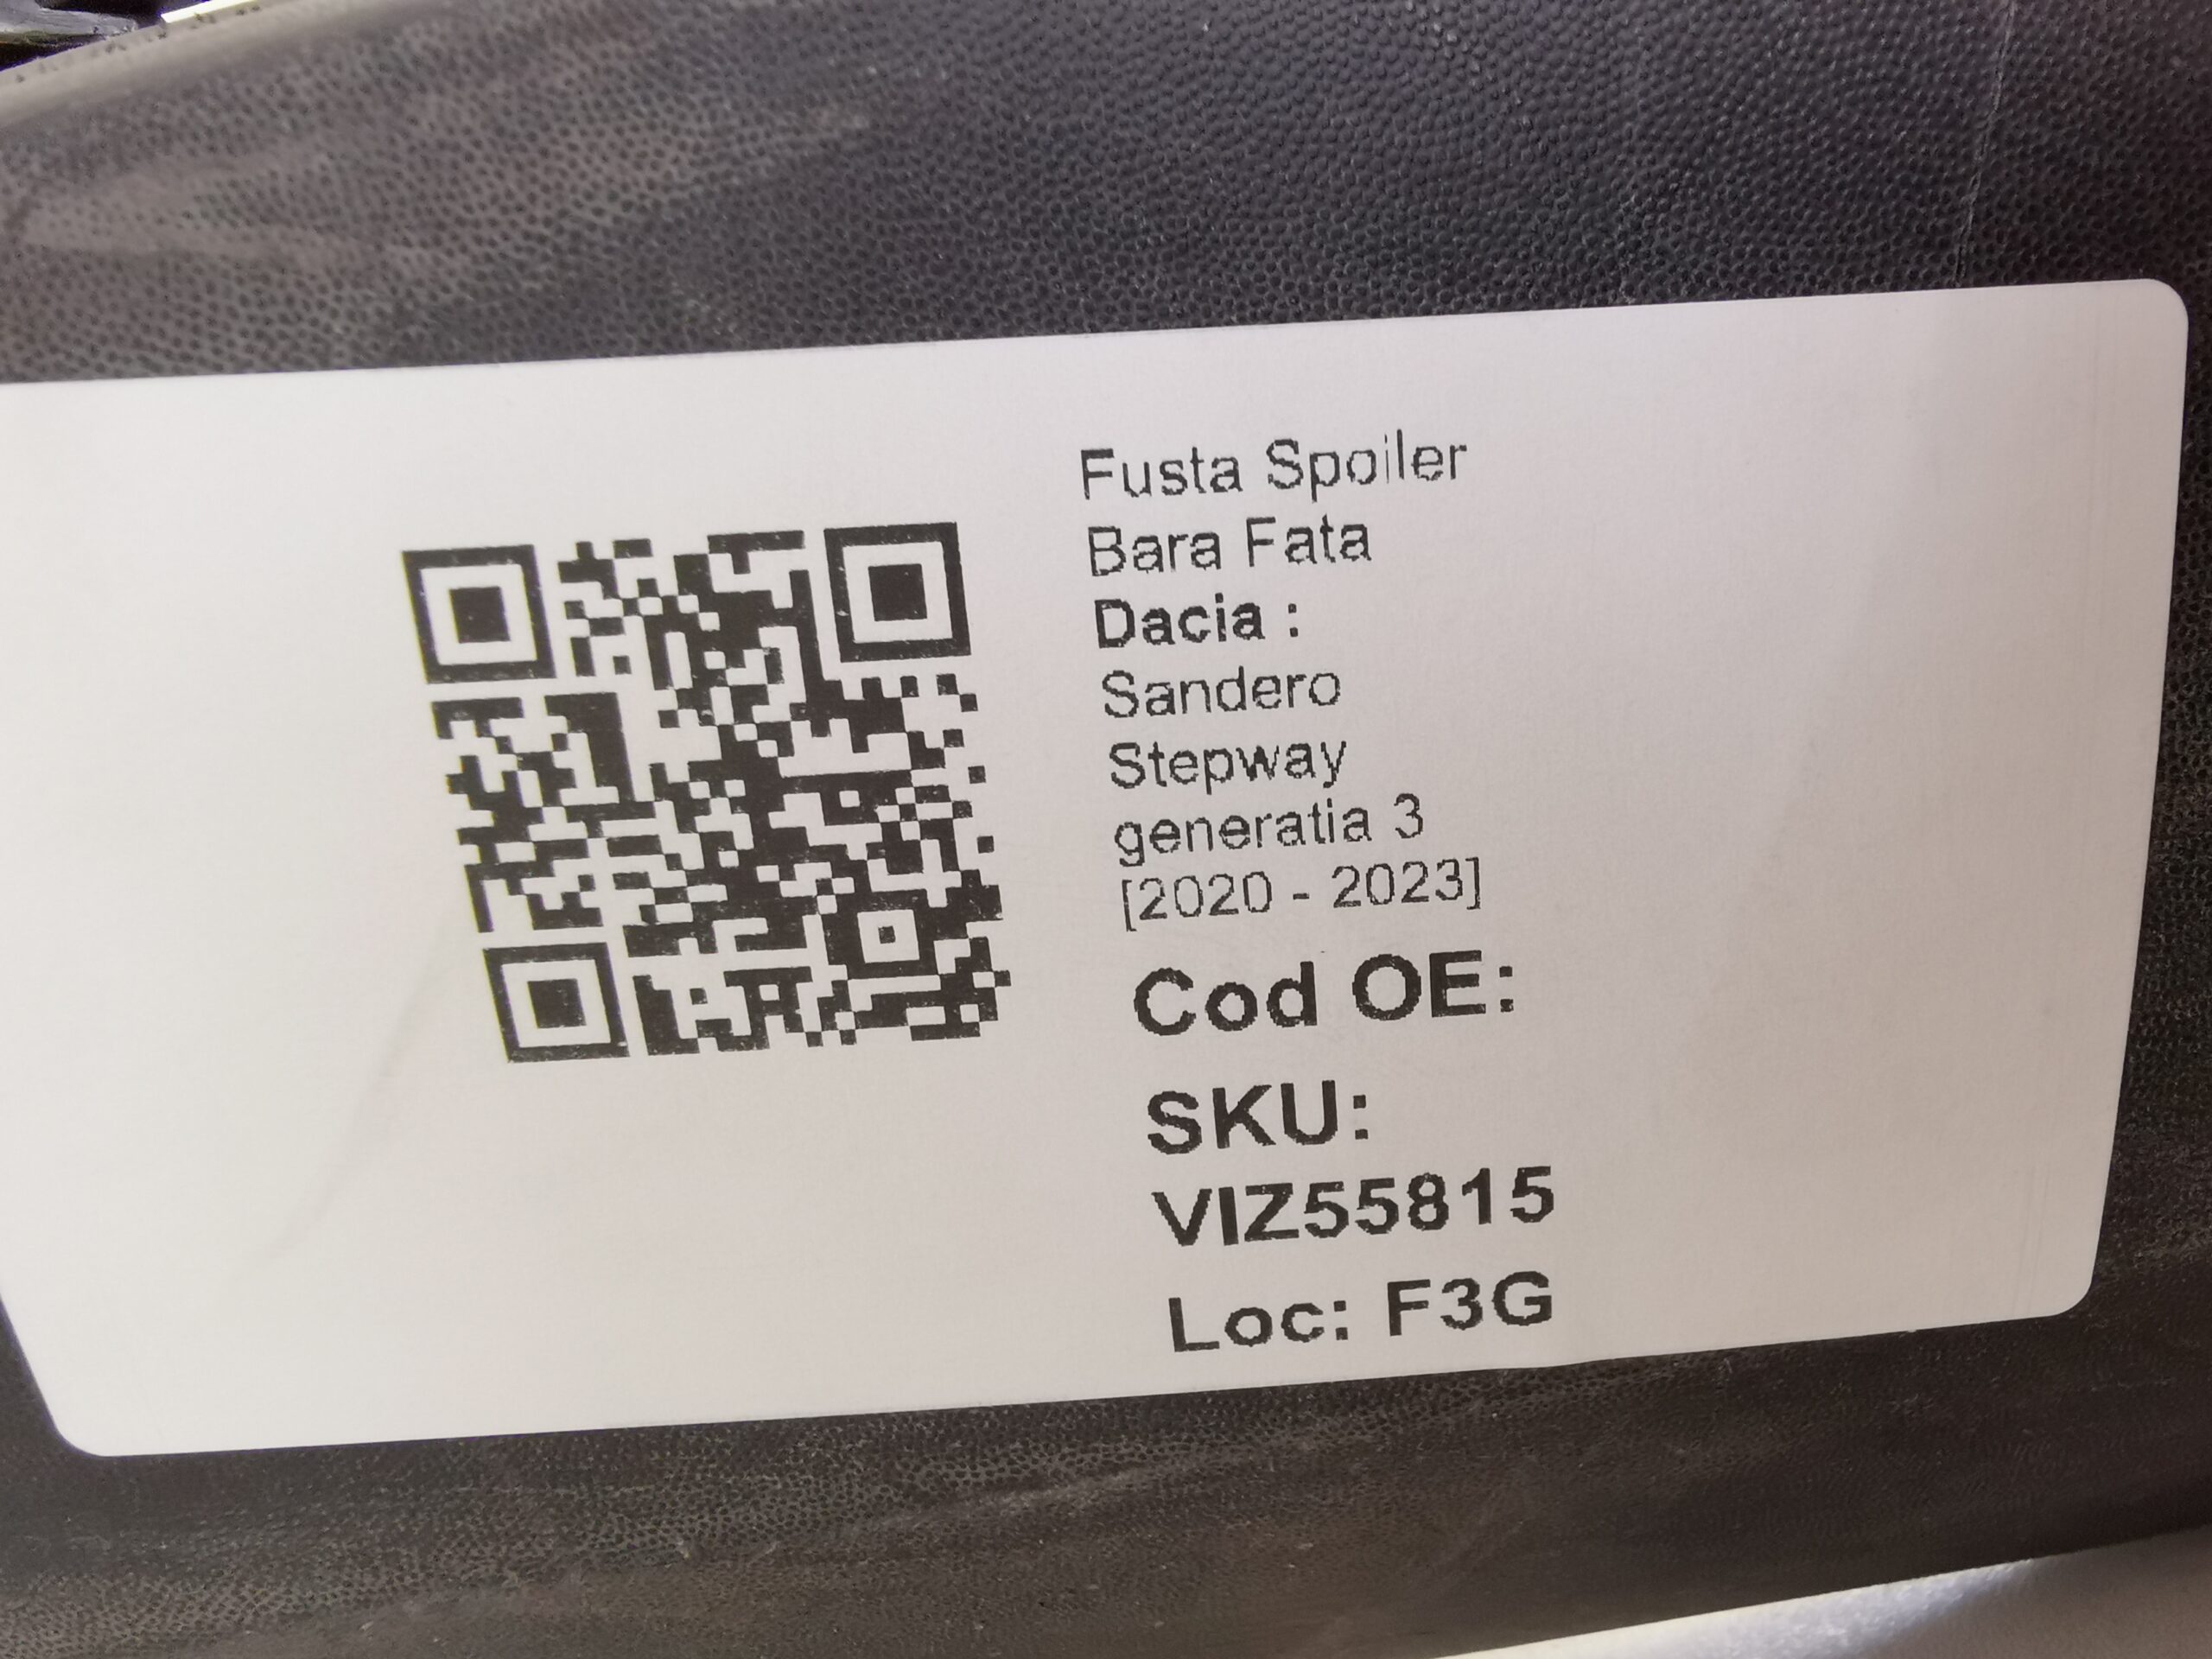 Fusta Spoiler
Bara Fata
Dacia :
Sandero
Stepway
generatia 3
[2020 - 2023]
Cod OE:
SKU:
VIZ55815
Loc: F3G